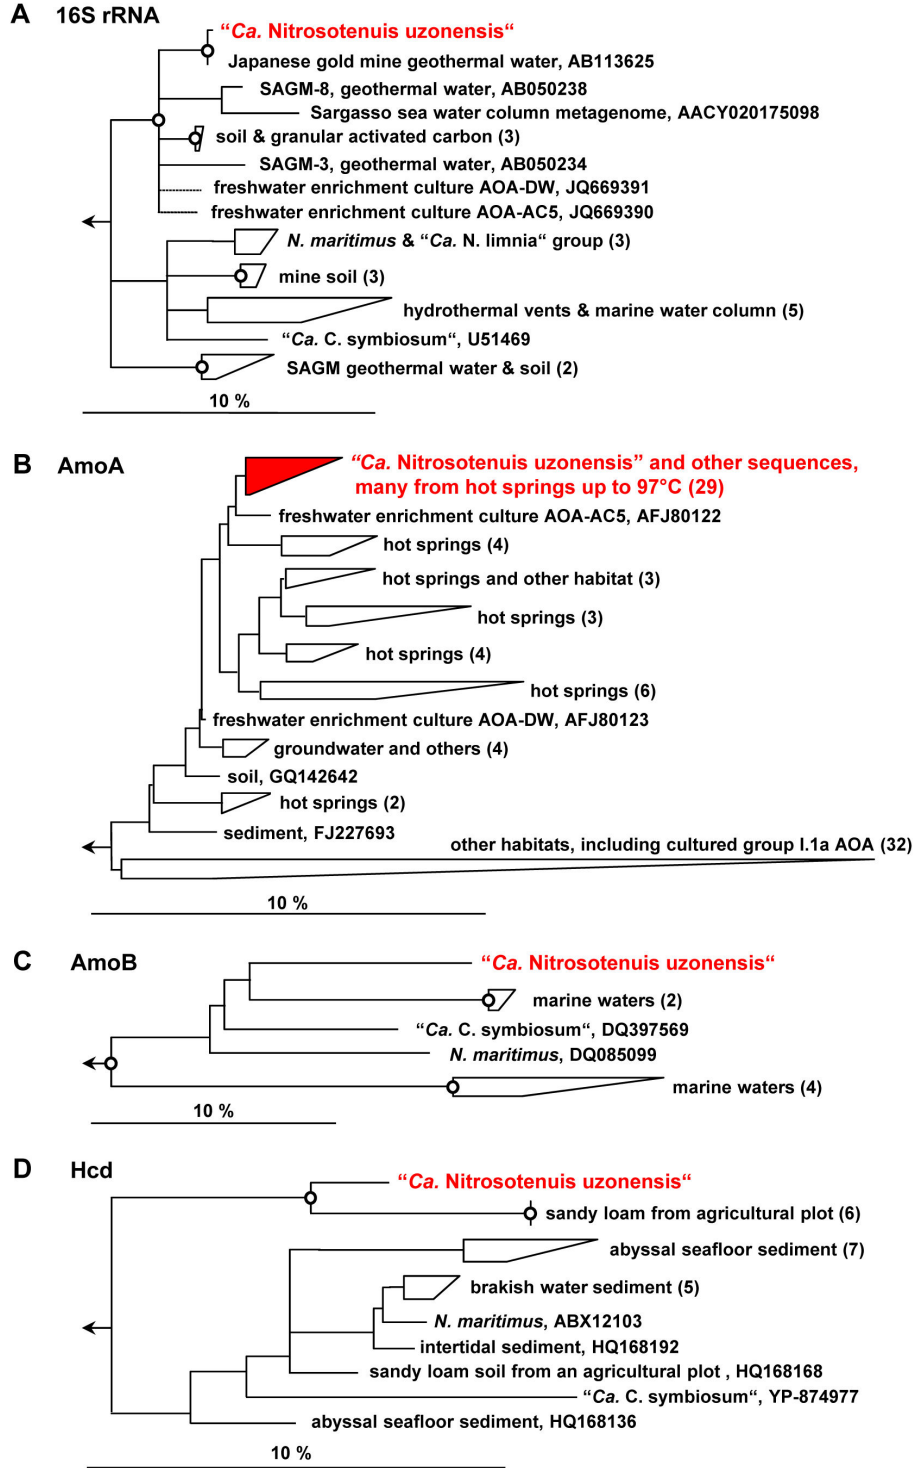 A 16S rRNA
“Ca. Nitrosotenuis uzonensis“
Japanese gold mine geothermal water, AB113625
SAGM-8, geothermal water, AB050238
Sargasso sea water column metagenome, AACY020175098
soil & granular activated carbon (3)
SAGM-3, geothermal water, AB050234
freshwater enrichment culture AOA-DW, JQ669391
freshwater enrichment culture AOA-AC5, JQ669390
N. maritimus & “Ca. N. limnia“ group (3)
mine soil (3)
hydrothermal vents & marine water column (5)
“Ca. C. symbiosum“, U51469
SAGM geothermal water & soil (2)
10 %
B AmoA
“Ca. Nitrosotenuis uzonensis” and other sequences,
many from hot springs up to 97°C (29)
freshwater enrichment culture AOA-AC5, AFJ80122
hot springs (4)
hot springs and other habitat (3)
hot springs (3)
hot springs (4)
hot springs (6)
freshwater enrichment culture AOA-DW, AFJ80123
groundwater and others (4)
soil, GQ142642
hot springs (2)
sediment, FJ227693
other habitats, including cultured group I.1a AOA (32)
10 %
C AmoB
“Ca. Nitrosotenuis uzonensis“
marine waters (2)
“Ca. C. symbiosum“, DQ397569
N. maritimus, DQ085099
marine waters (4)
10 %
D Hcd
“Ca. Nitrosotenuis uzonensis“
sandy loam from agricultural plot (6)
abyssal seafloor sediment (7)
brakish water sediment (5)
N. maritimus, ABX12103
intertidal sediment, HQ168192
sandy loam soil from an agricultural plot , HQ168168
“Ca. C. symbiosum“, YP-874977
abyssal seafloor sediment, HQ168136
10 %